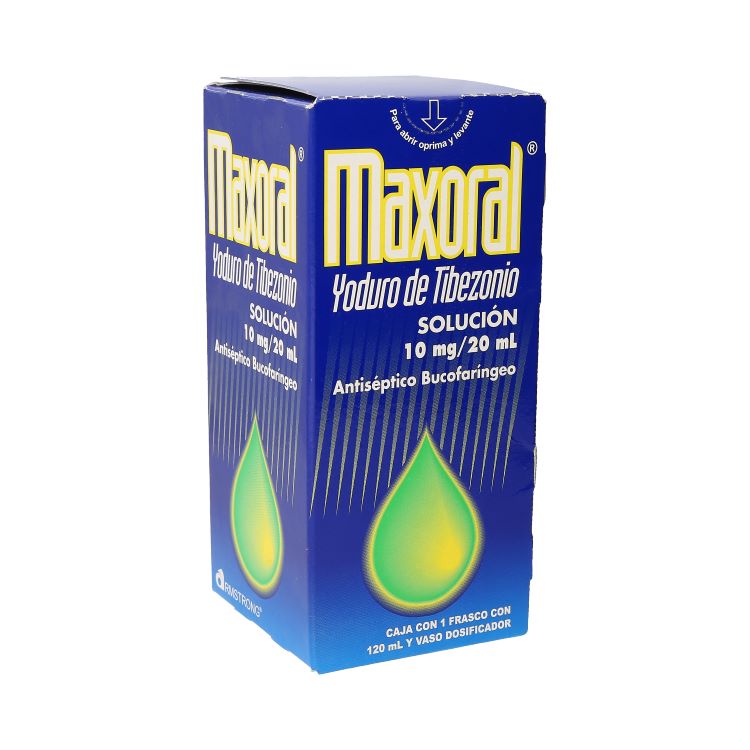 Maxoral®
Yoduro de Tibezonio
SOLUCIÓN
10 mg/20 mL
Antiséptico Bucofaríngeo
ARMSTRONG
Para abrir oprima y levante
Maxoral®
Yoduro de Tibezonio
SOLUCIÓN
10 mg/20 mL
Antiséptico Bucofaríngeo
CAJA CON 1 FRASCO CON
120 mL Y VASO DOSIFICADOR